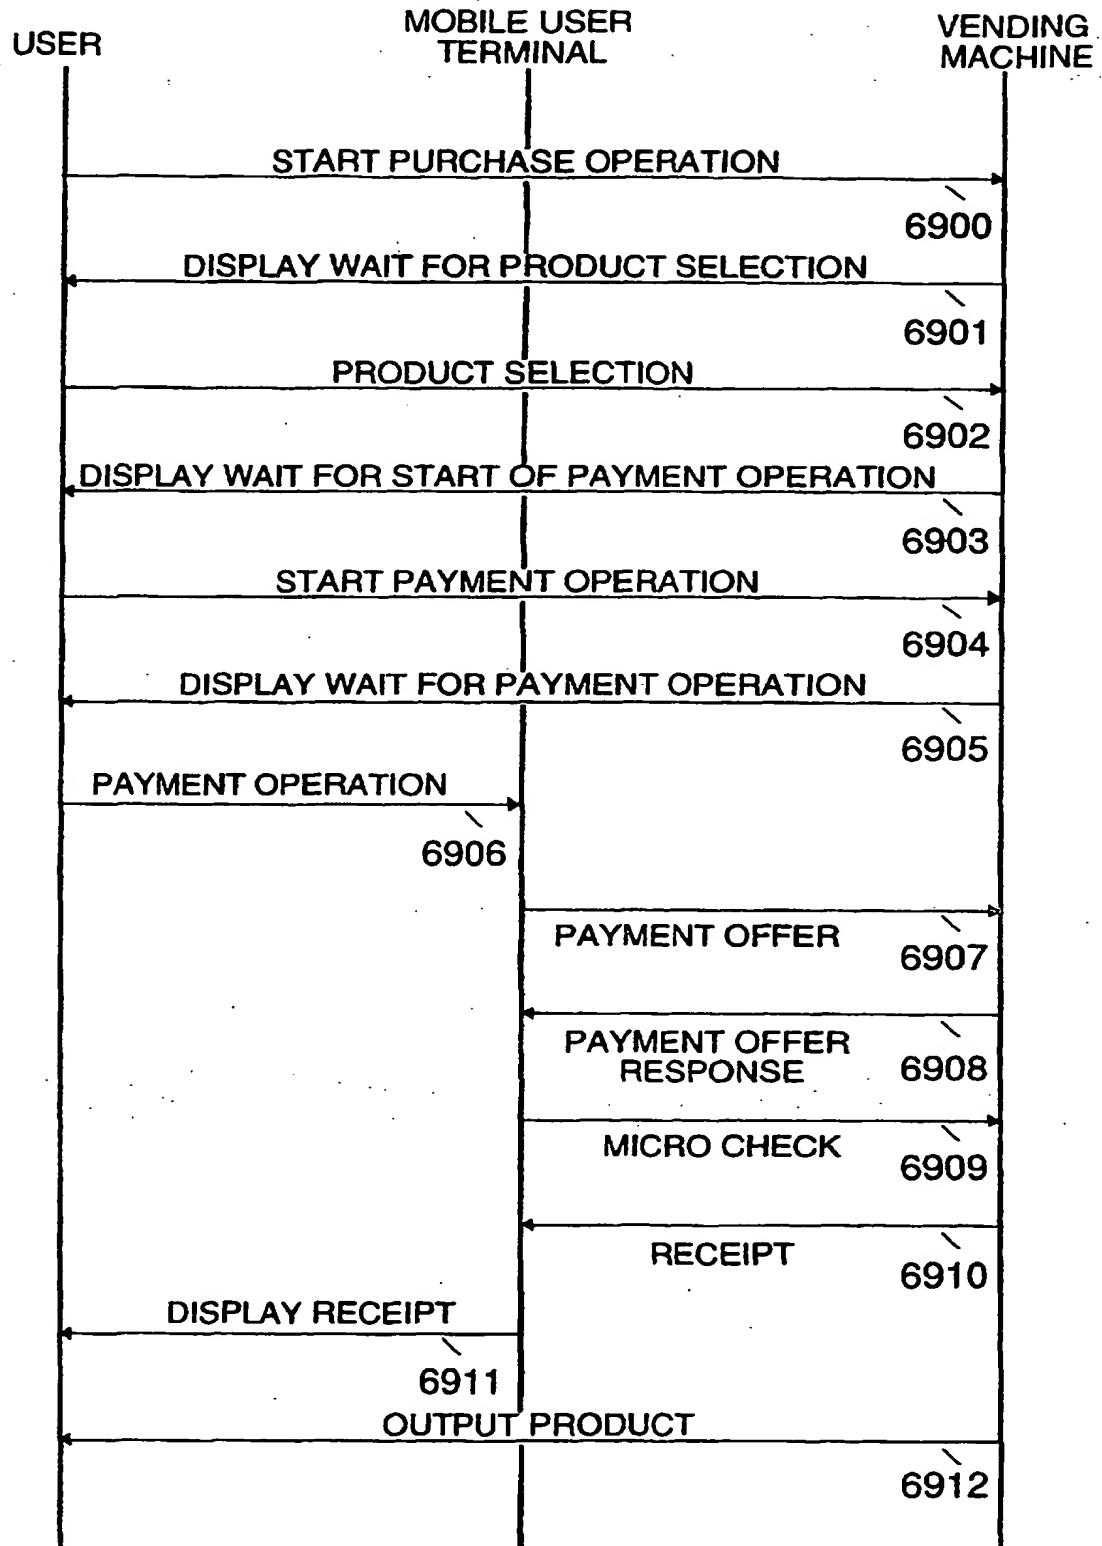 USER
MOBILE USER
TERMINAL
VENDING
MACHINE
START PURCHASE OPERATION
6900
DISPLAY WAIT FOR PRODUCT SELECTION
6901
PRODUCT SELECTION
6902
DISPLAY WAIT FOR START OF PAYMENT OPERATION
6903
START PAYMENT OPERATION
6904
DISPLAY WAIT FOR PAYMENT OPERATION
6905
PAYMENT OPERATION
6906
PAYMENT OFFER
6907
PAYMENT OFFER
RESPONSE
6908
MICRO CHECK
6909
RECEIPT
6910
DISPLAY RECEIPT
6911
OUTPUT PRODUCT
6912